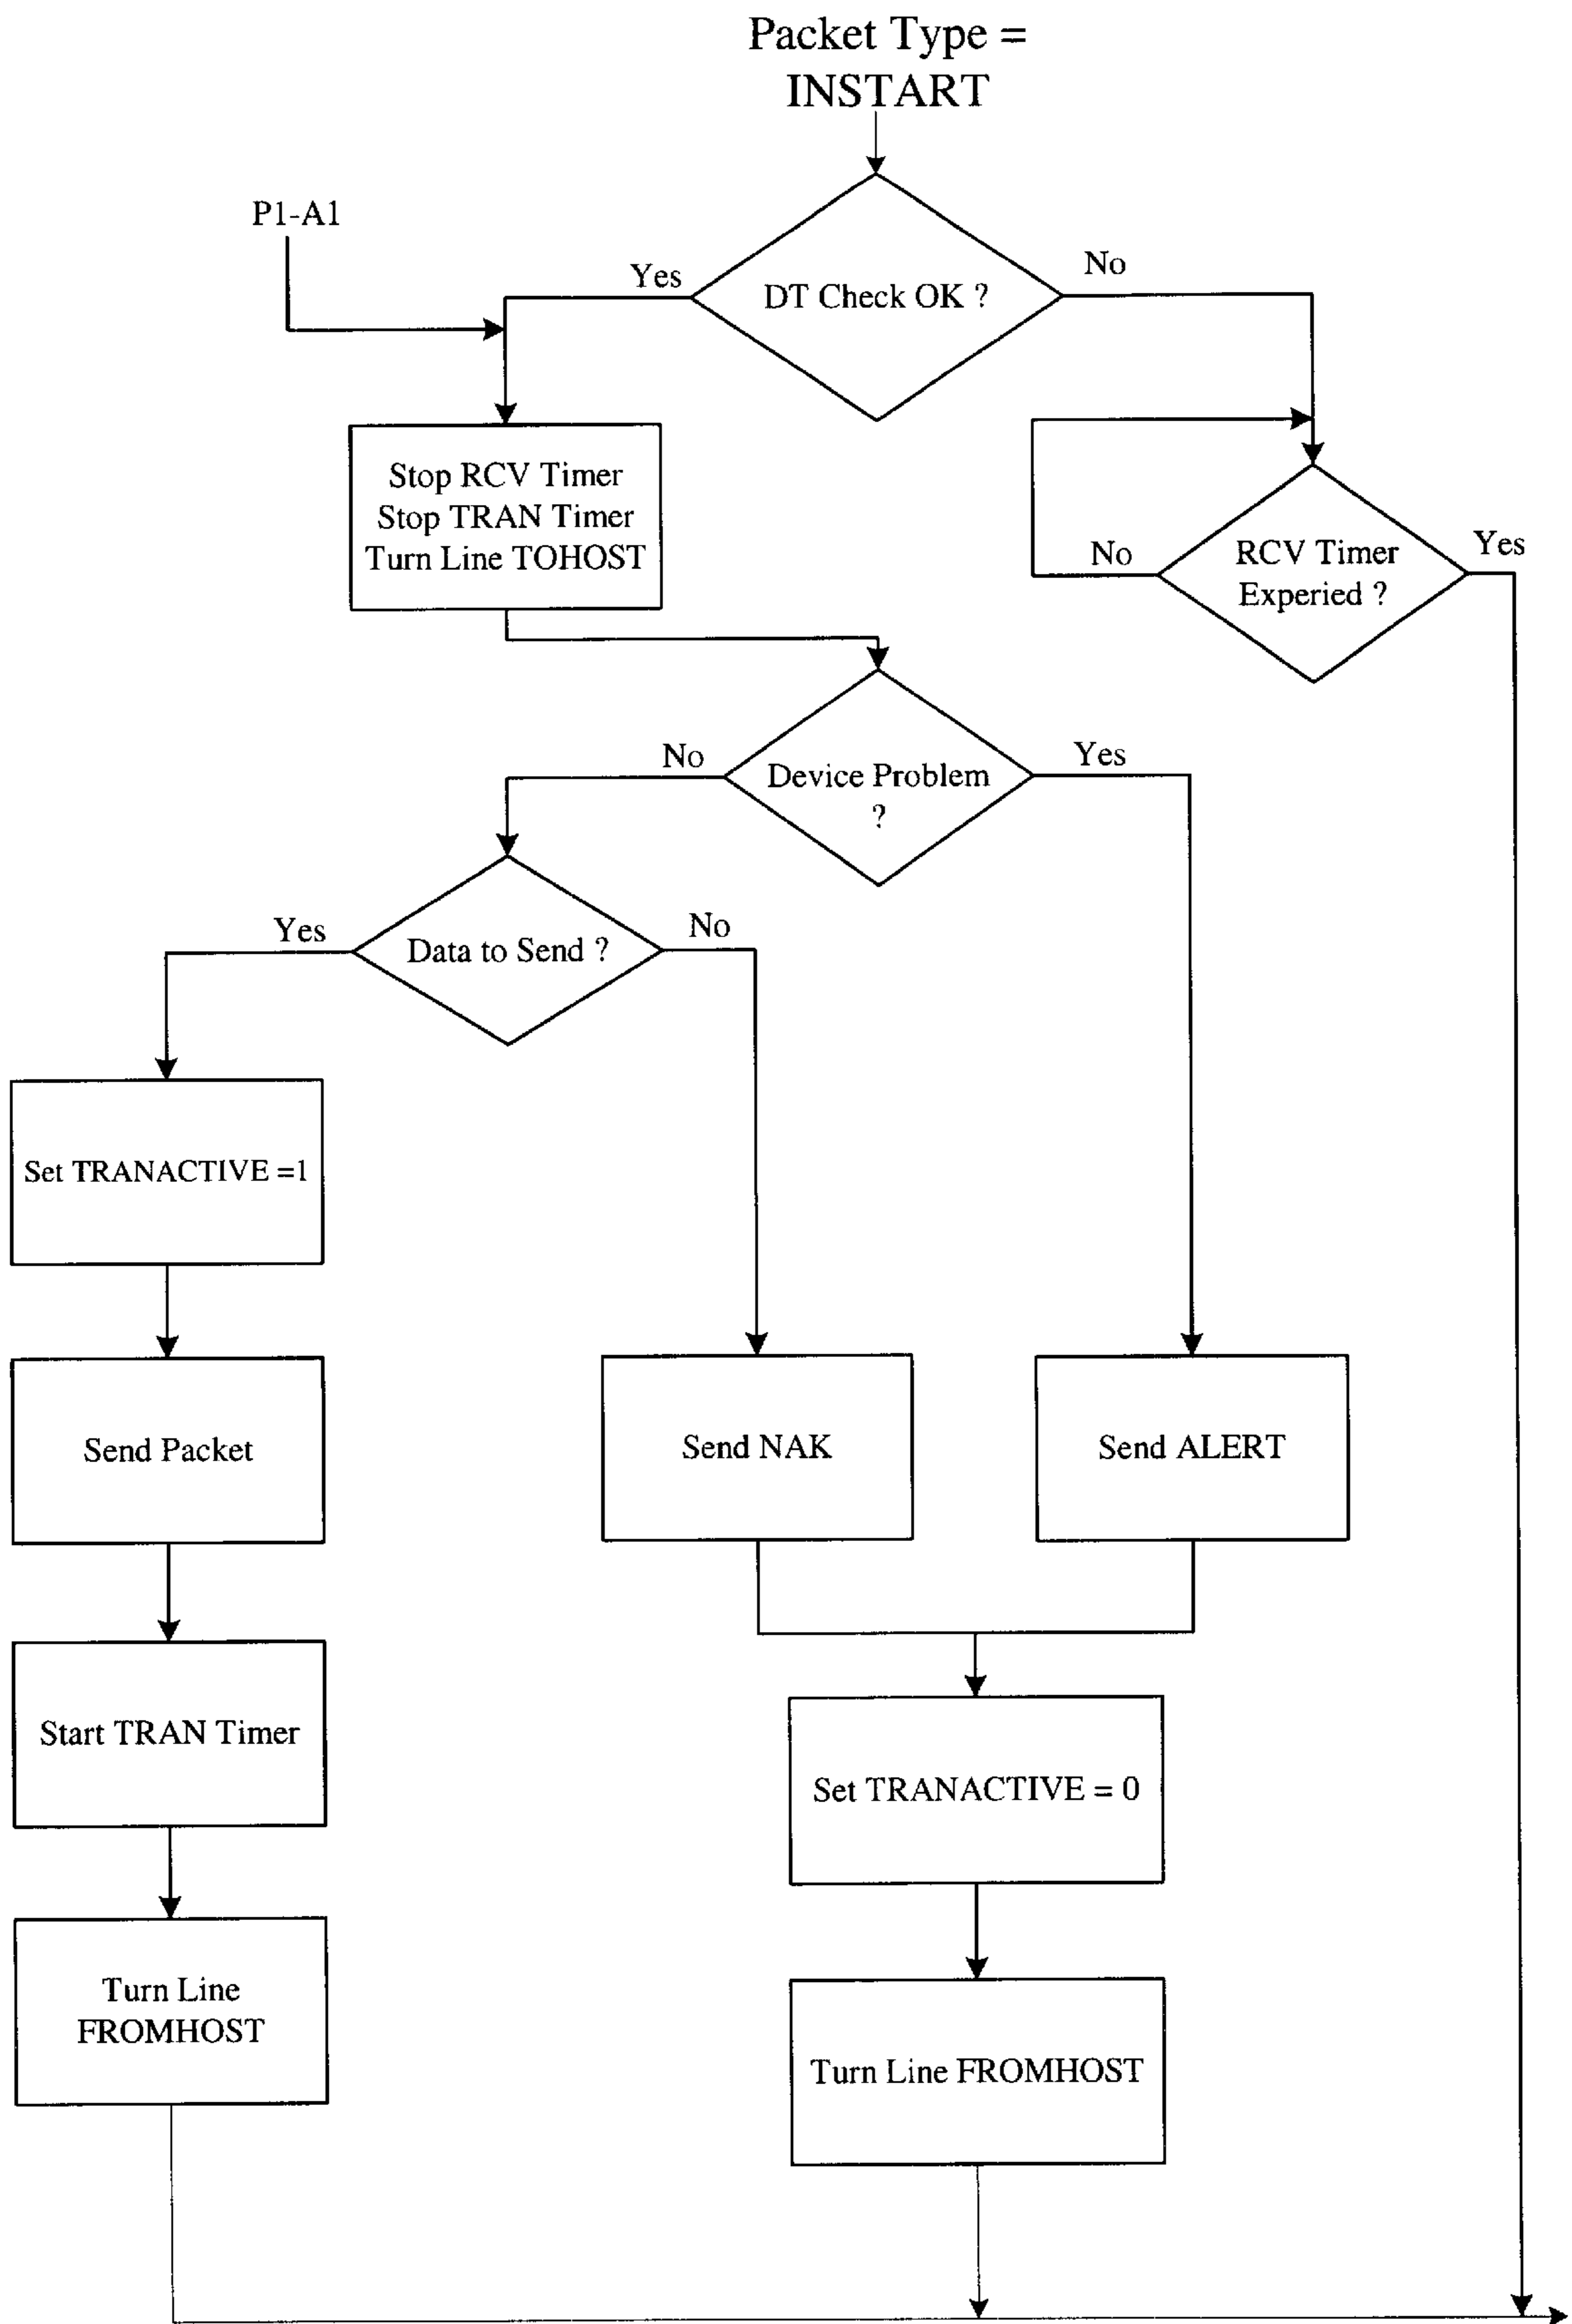 Packet Type =
INSTART
P1-A1
Yes
DT Check OK ?
No
Stop RCV Timer
Stop TRAN Timer
Turn Line TOHOST
No
RCV Timer
Experied ?
Yes
No
Device Problem
?
Yes
Yes
Data to Send ?
No
Set TRANACTIVE =1
Send Packet
Send NAK
Send ALERT
Start TRAN Timer
Set TRANACTIVE = 0
Turn Line
FROMHOST
Turn Line FROMHOST